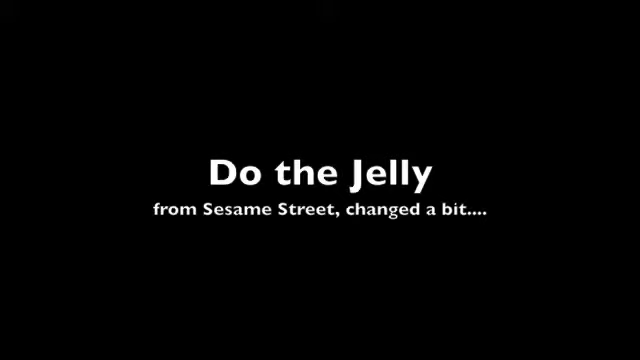 Do the Jelly
from Sesame Street, changed a bit....